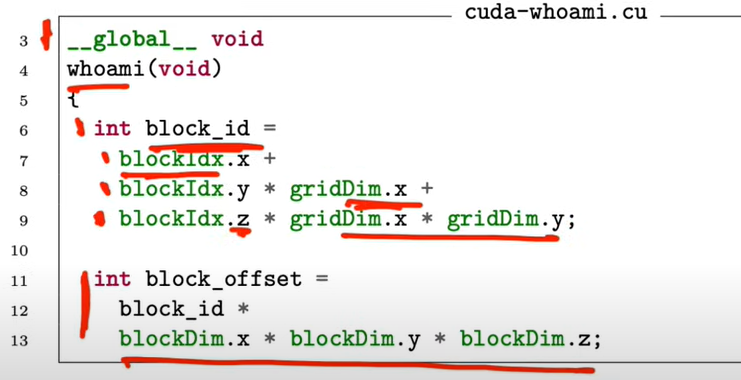 cuda-whoami.cu
3 __global__ void
4 whoami(void)
5 {
6 int block_id =
7 blockIdx.x +
8 blockIdx.y * gridDim.x +
9 blockIdx.z * gridDim.x * gridDim.y;
10
11 int block_offset =
12 block_id *
13 blockDim.x * blockDim.y * blockDim.z;